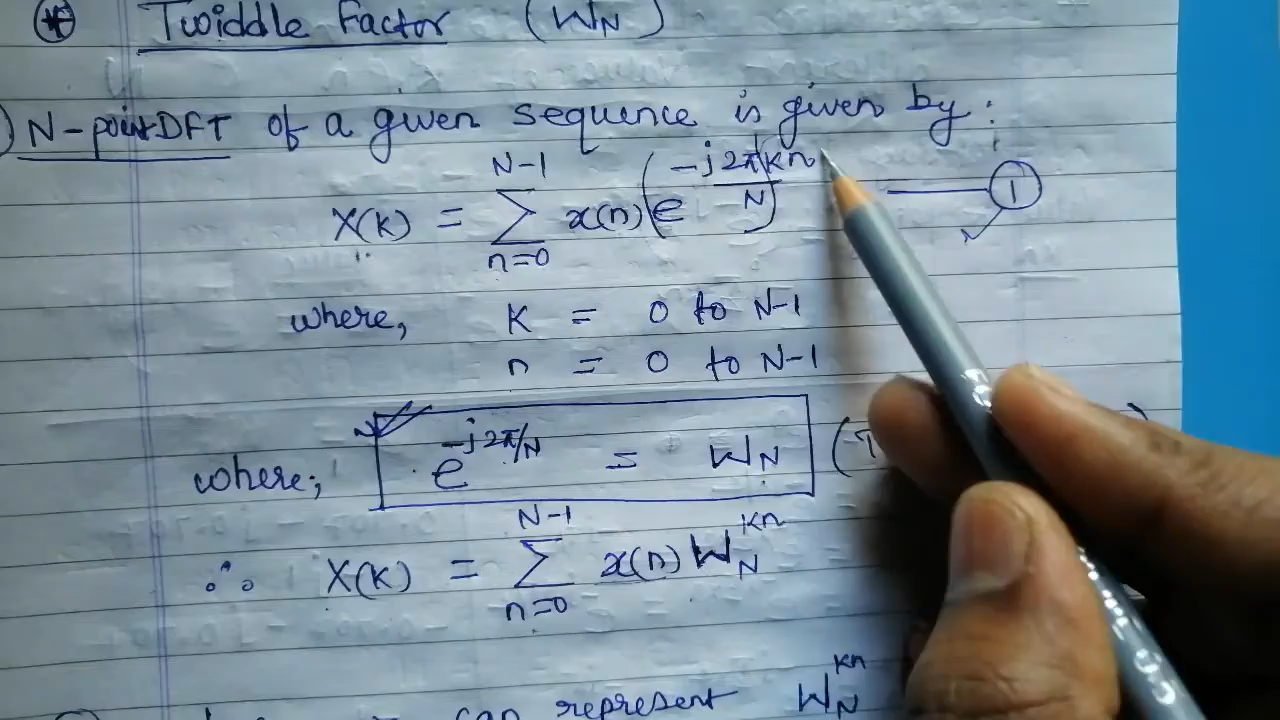 * Twiddle Factor (WN)
) N-point DFT of a given sequence is given by :
X(K) = N-1 Σ n=0 x(n) (e^(-j2πkn/N)) — 1
where, K = 0 to N-1
n = 0 to N-1
where; e^(-j2π/N) = WN (T
∴ X(K) = N-1 Σ n=0 x(n) WN^kn
can represent WN^kn